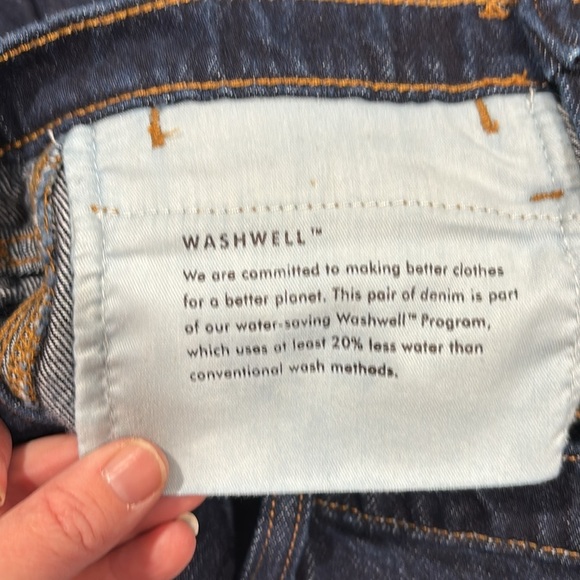 WASHWELL™
We are committed to making better clothes
for a better planet. This pair of denim is part
of our water-saving Washwell™ Program,
which uses at least 20% less water than
conventional wash methods.